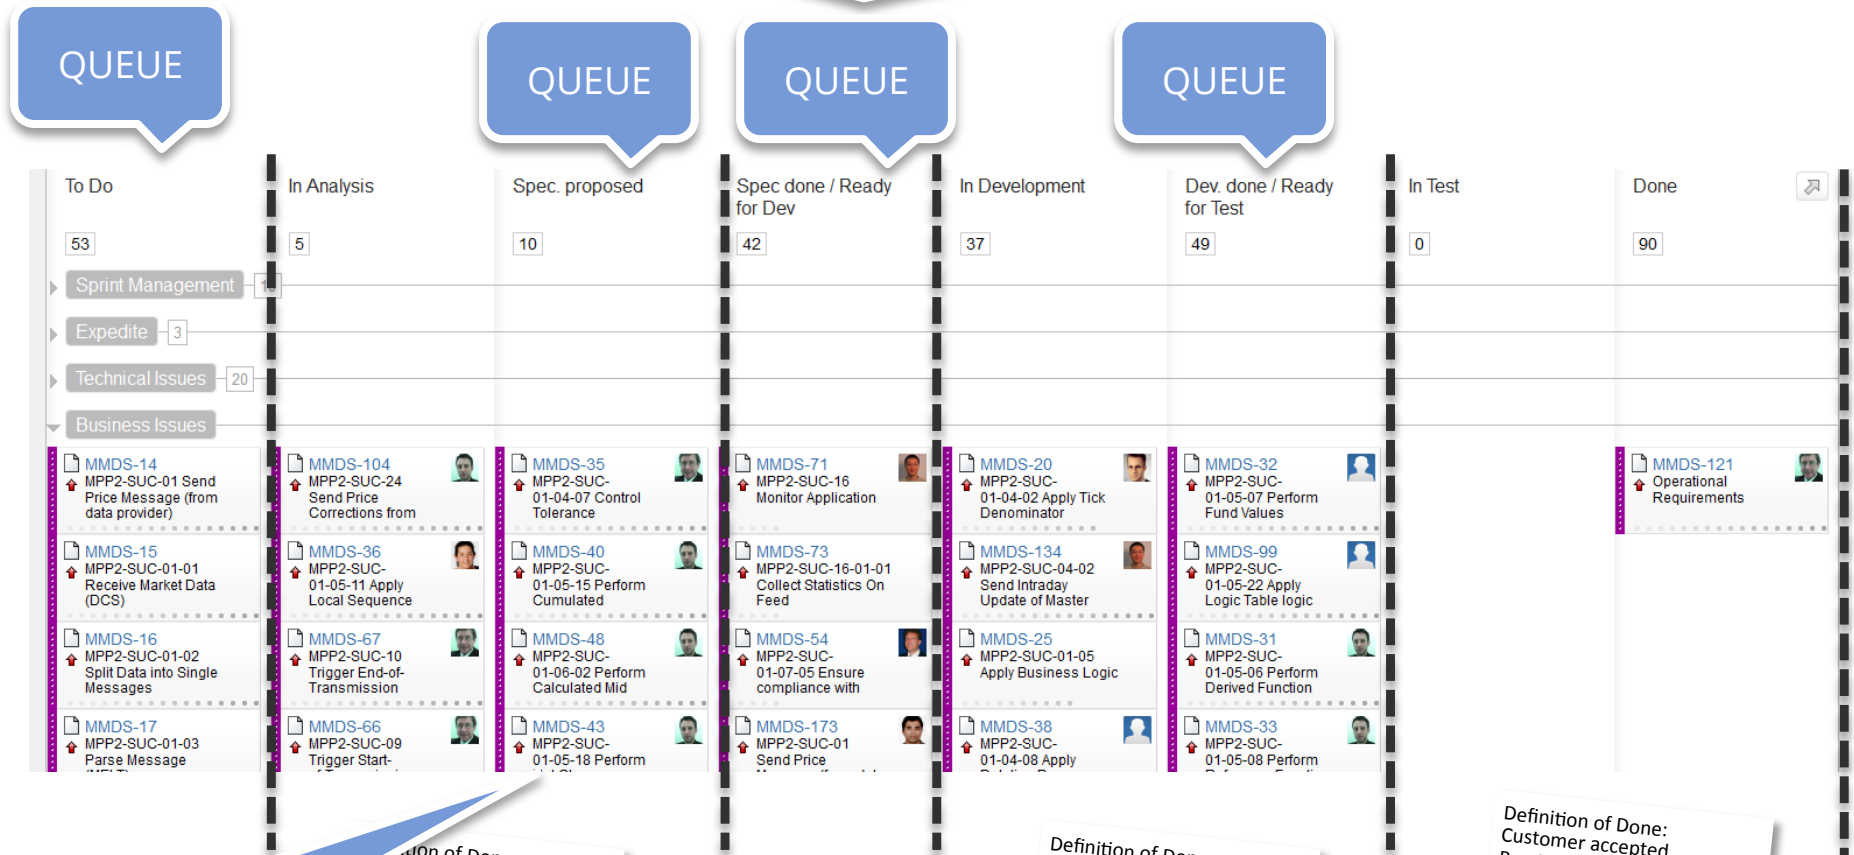 QUEUE
QUEUE
QUEUE
QUEUE
To Do
In Analysis
Spec. proposed
Spec done / Ready
for Dev
In Development
Dev. done / Ready
for Test
In Test
Done
53
5
10
42
37
49
0
90
Sprint Management
Expedite 3
Technical Issues 20
Business Issues
MMDS-14
MPP2-SUC-01 Send
Price Message (from
data provider)
MMDS-104
MPP2-SUC-24
Send Price
Corrections from
MMDS-35
MPP2-SUC-
01-04-07 Control
Tolerance
MMDS-71
MPP2-SUC-16
Monitor Application
MMDS-20
MPP2-SUC-
01-04-02 Apply Tick
Denominator
MMDS-32
MPP2-SUC-
01-05-07 Perform
Fund Values
MMDS-121
Operational
Requirements
MMDS-15
MPP2-SUC-01-01
Receive Market Data
(DCS)
MMDS-36
MPP2-SUC-
01-05-11 Apply
Local Sequence
MMDS-40
MPP2-SUC-
01-05-15 Perform
Cumulated
MMDS-73
MPP2-SUC-16-01-01
Collect Statistics On
Feed
MMDS-134
MPP2-SUC-04-02
Send Intraday
Update of Master
MMDS-99
MPP2-SUC-
01-05-22 Apply
Logic Table logic
MMDS-16
MPP2-SUC-01-02
Split Data into Single
Messages
MMDS-67
MPP2-SUC-10
Trigger End-of-
Transmission
MMDS-48
MPP2-SUC-
01-06-02 Perform
Calculated Mid
MMDS-54
MPP2-SUC-
01-07-05 Ensure
compliance with
MMDS-25
MPP2-SUC-01-05
Apply Business Logic
MMDS-31
MPP2-SUC-
01-05-06 Perform
Derived Function
MMDS-17
MPP2-SUC-01-03
Parse Message
MMDS-66
MPP2-SUC-09
Trigger Start-
MMDS-43
MPP2-SUC-
01-05-18 Perform
MMDS-173
MPP2-SUC-01
Send Price
MMDS-38
MPP2-SUC-
01-04-08 Apply
MMDS-33
MPP2-SUC-
01-05-08 Perform
of
Definition of
Definition of Done:
Customer accepted